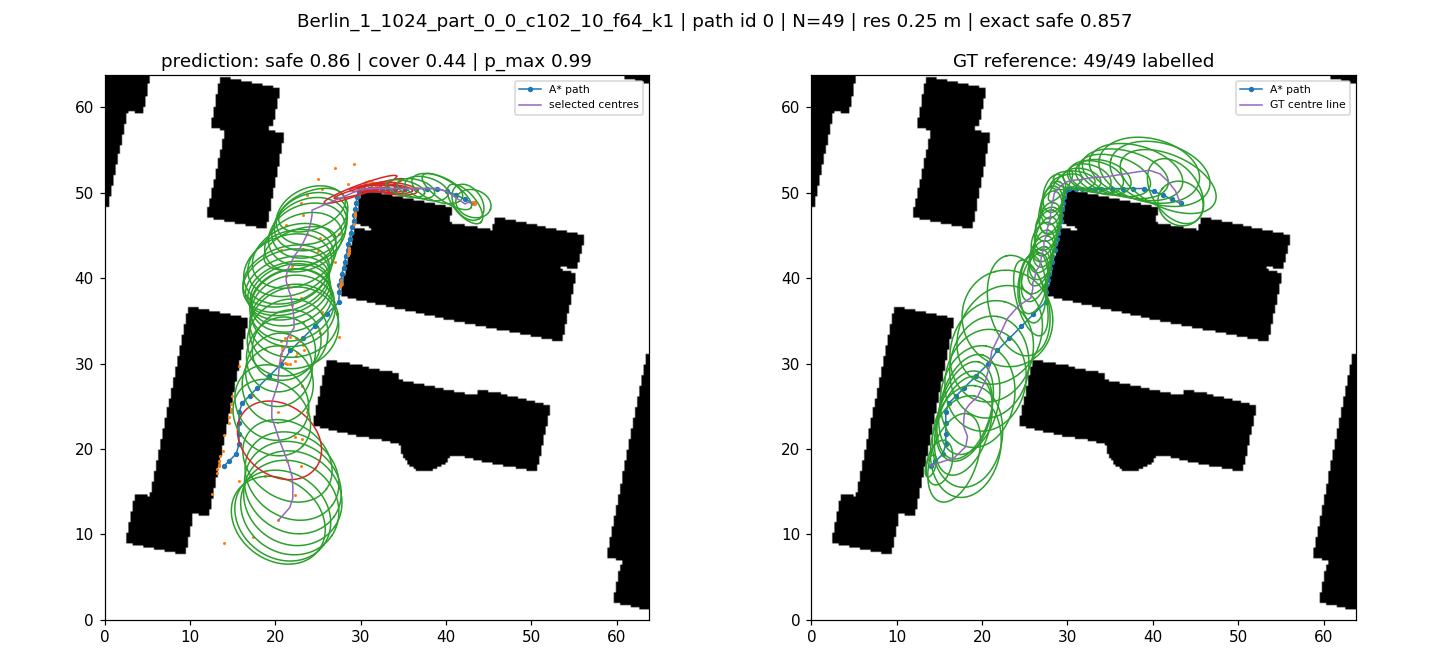 Berlin_1_1024_part_0_0_c102_10_f64_k1 | path id 0 | N=49 | res 0.25 m | exact safe 0.857
prediction: safe 0.86 | cover 0.44 | p_max 0.99
A* path
selected centres
60
50
40
30
20
10
0
0 10 20 30 40 50 60
GT reference: 49/49 labelled
A* path
GT centre line
60
50
40
30
20
10
0
0 10 20 30 40 50 60